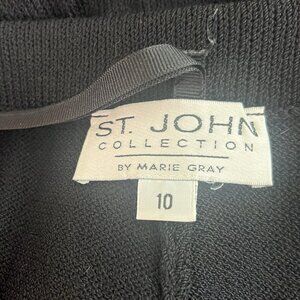 ST. JOHN
COLLECTION
BY MARIE GRAY
10